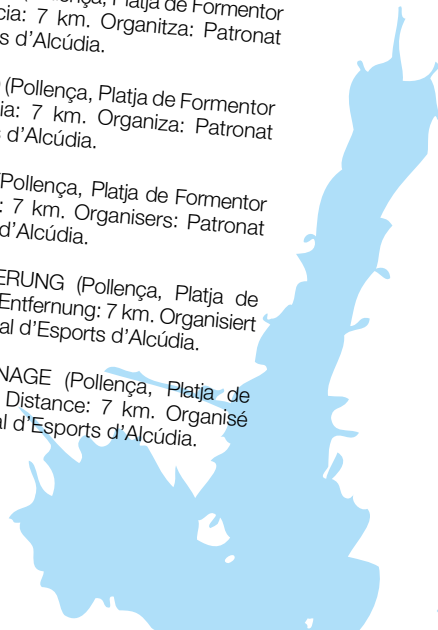 Platja de Formentor
cia: 7 km. Organitza: Patronat
s d'Alcúdia.
(Pollença, Platja de Formentor
ia: 7 km. Organiza: Patronat
s d'Alcúdia.
Pollença, Platja de Formentor
: 7 km. Organisers: Patronat
d'Alcúdia.
ERUNG (Pollença, Platja de
Entfernung: 7 km. Organisiert
al d'Esports d'Alcúdia.
NAGE (Pollença, Platja de
Distance: 7 km. Organisé
al d'Esports d'Alcúdia.